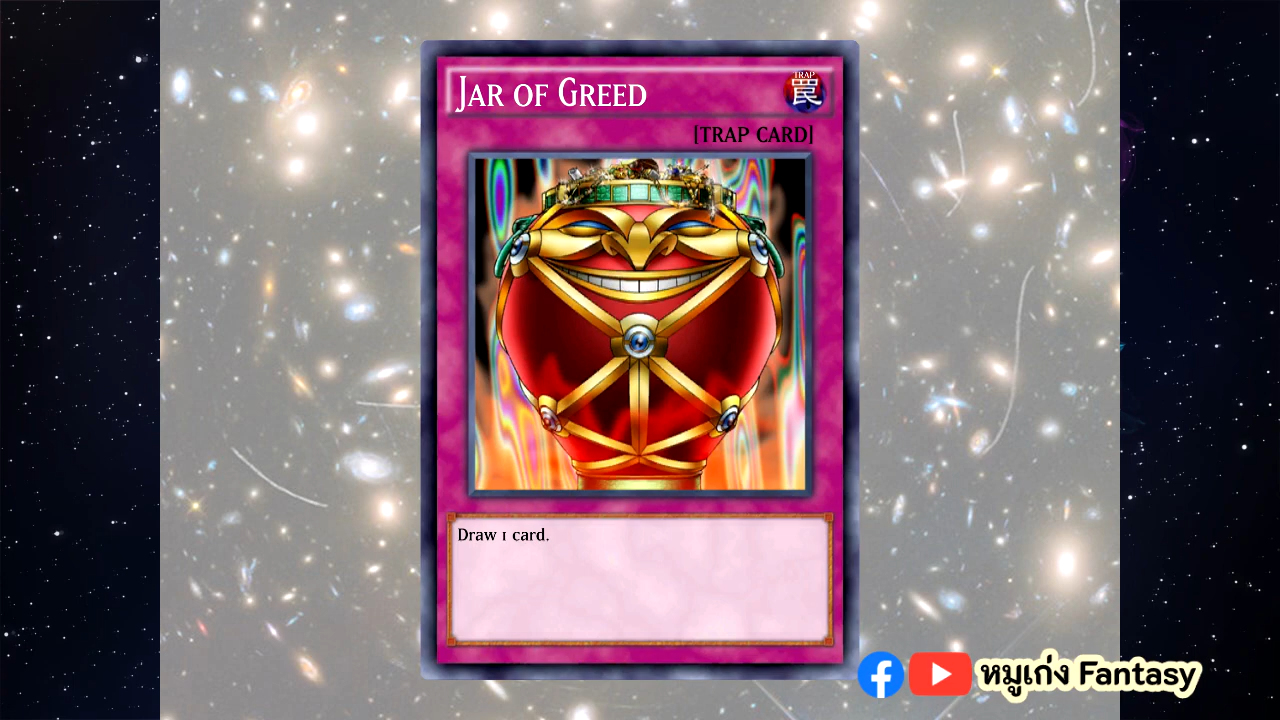 JAR OF GREED
TRAP
罠
[TRAP CARD]
Draw 1 card.
หมูเก่ง Fantasy